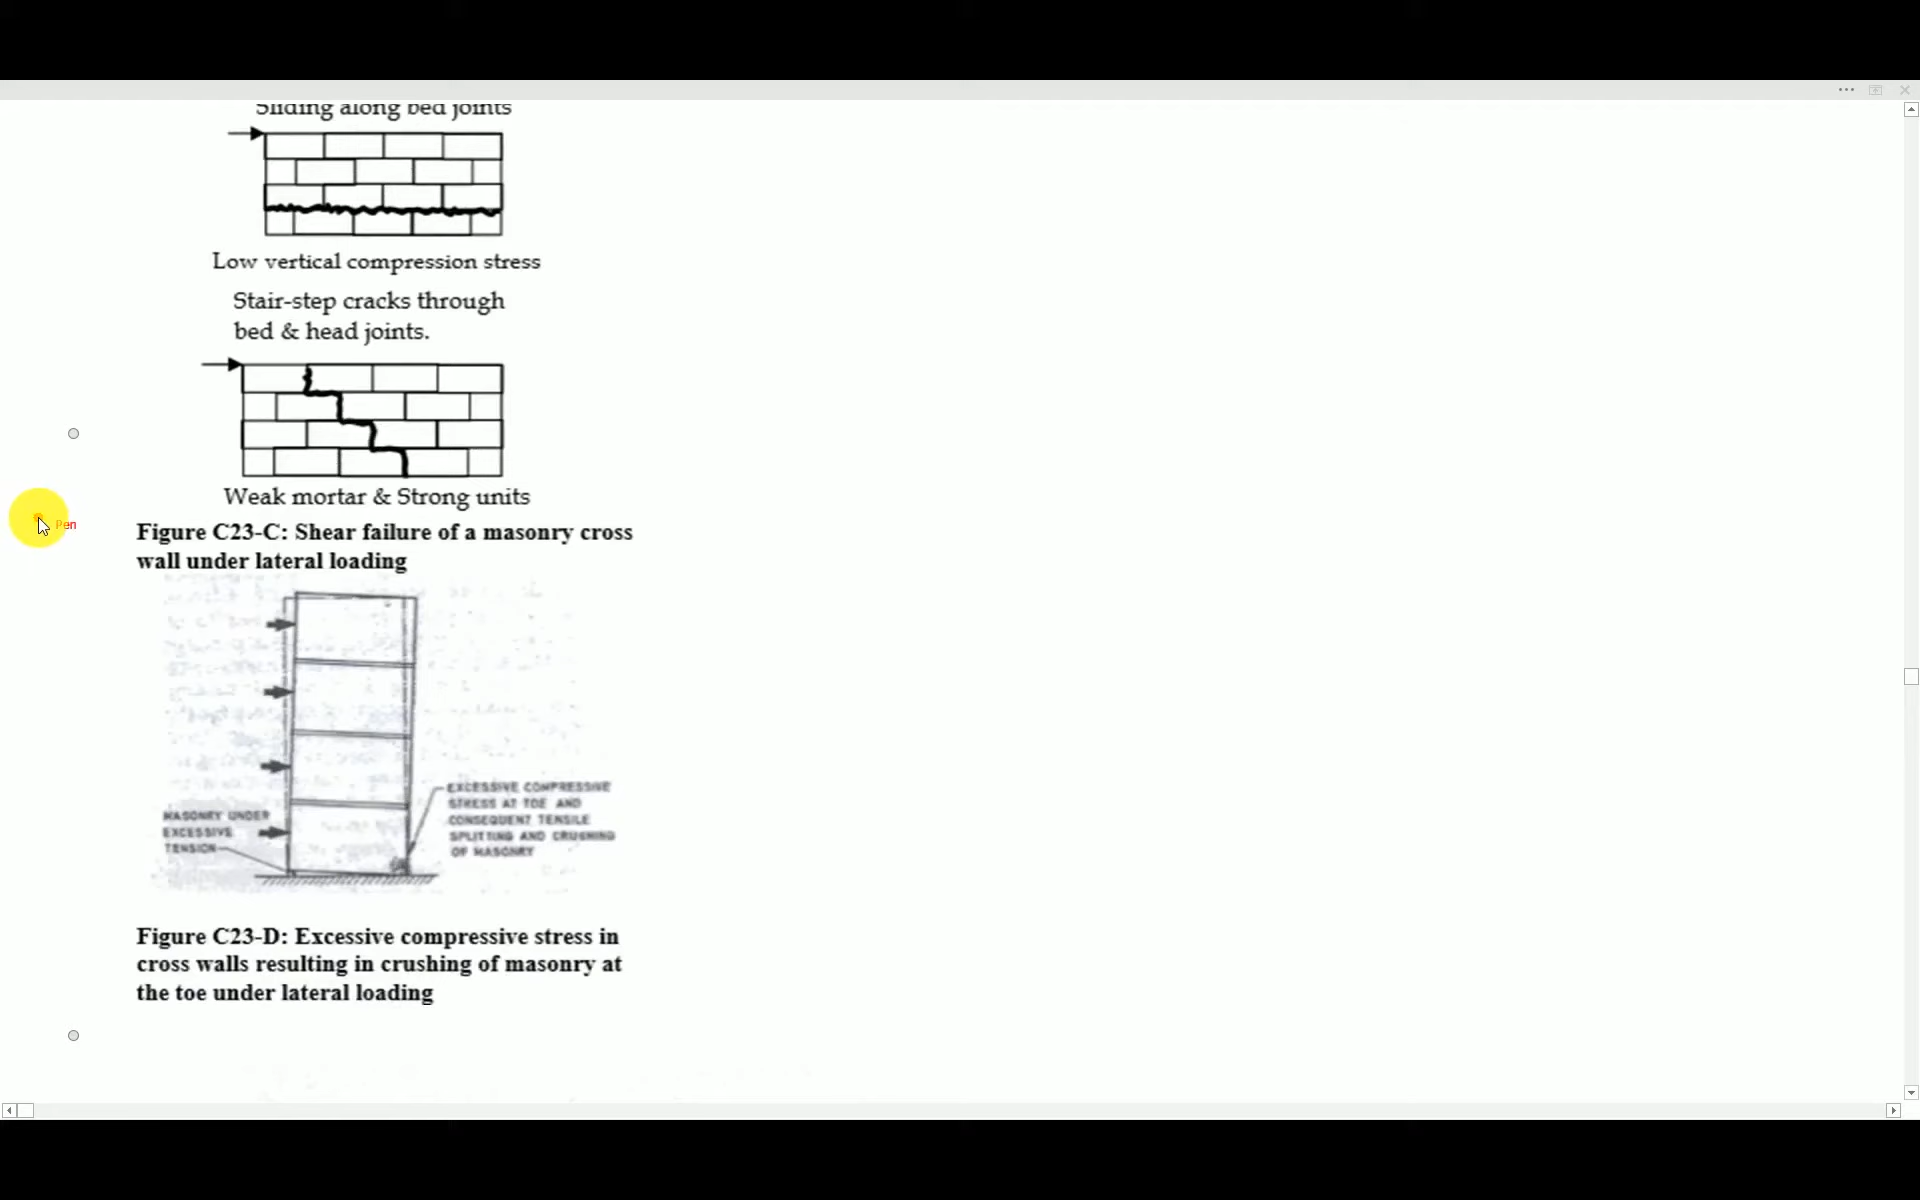 Sliding along bed joints
Low vertical compression stress
Stair-step cracks through
bed & head joints.
Weak mortar & Strong units
Pen
Figure C23-C: Shear failure of a masonry cross
wall under lateral loading
MASONRY UNDER
EXCESSIVE
TENSION
EXCESSIVE COMPRESSIVE
STRESS AT TOE AND
CONSEQUENT TENSILE
SPLITTING AND CRUSHING
OF MASONRY
Figure C23-D: Excessive compressive stress in
cross walls resulting in crushing of masonry at
the toe under lateral loading